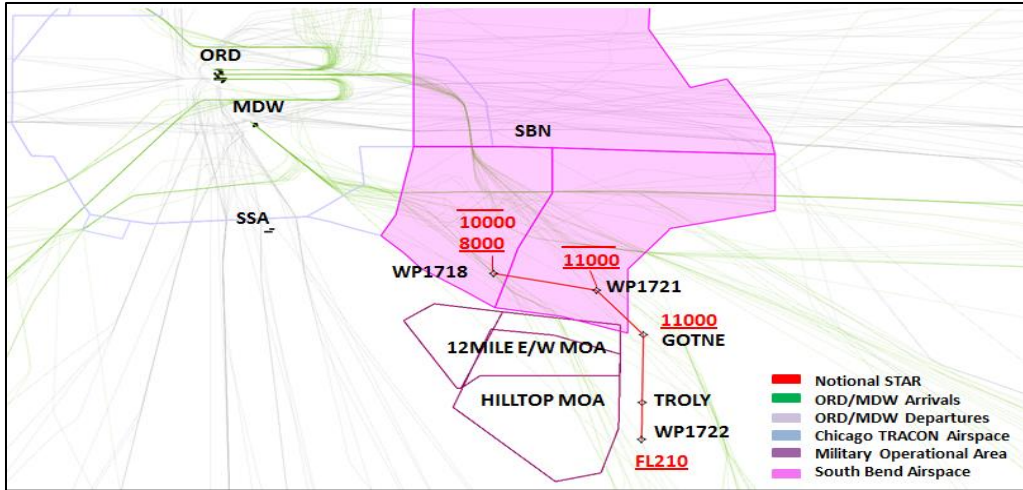 ORD
MDW
SBN
SSA
10000
8000
WP1718
11000
WP1721
11000
GOTNE
12MILE E/W MOA
HILLTOP MOA
TROLY
WP1722
FL210
Notional STAR
ORD/MDW Arrivals
ORD/MDW Departures
Chicago TRACON Airspace
Military Operational Area
South Bend Airspace